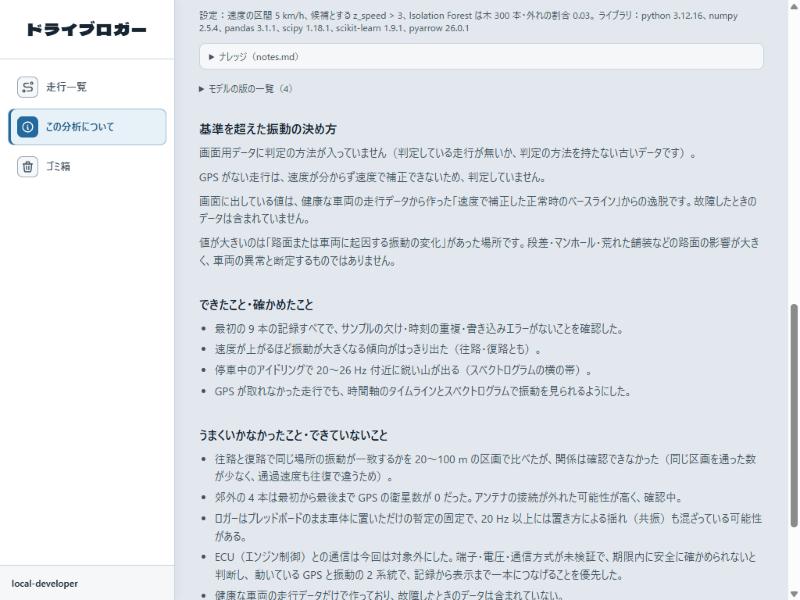 ドライブロガー
走行一覧
この分析について
ゴミ箱
local-developer
設定：速度の区間 5 km/h、候補とする z_speed > 3、Isolation Forest は木 300 本・外れの割合 0.03。ライブラリ：python 3.12.16、numpy
2.5.4、pandas 3.1.1、scipy 1.18.1、scikit-learn 1.9.1、pyarrow 26.0.1
▶ ナレッジ（notes.md）
▶ モデルの版の一覧（4）
基準を超えた振動の決め方
画面用データに判定の方法が入っていません（判定している走行が無いか、判定の方法を持たない古いデータです）。
GPS がない走行は、速度が分からず速度で補正できないため、判定していません。
画面に出している値は、健康な車両の走行データから作った「速度で補正した正常時のベースライン」からの逸脱です。故障したときの
データは含まれていません。
値が大きいのは「路面または車両に起因する振動の変化」があった場所です。段差・マンホール・荒れた舗装などの路面の影響が大き
く、車両の異常と断定するものではありません。
できたこと・確かめたこと
• 最初の 9 本の記録すべてで、サンプルの欠け・時刻の重複・書き込みエラーがないことを確認した。
• 速度が上がるほど振動が大きくなる傾向がはっきり出た（往路・復路とも）。
• 停車中のアイドリングで 20～26 Hz 付近に鋭い山が出る（スペクトログラムの横の帯）。
• GPS が取れなかった走行でも、時間軸のタイムラインとスペクトログラムで振動を見られるようにした。
うまくいかなかったこと・できていないこと
• 往路と復路で同じ場所の振動が一致するかを 20～100 m の区画で比べたが、関係は確認できなかった（同じ区画を通った数
が少なく、通過速度も往復で違うため）。
• 郊外の 4 本は最初から最後まで GPS の衛星数が 0 だった。アンテナの接続が外れた可能性が高く、確認中。
• ロガーはブレッドボードのまま車体に置いただけの暫定の固定で、20 Hz 以上には置き方による揺れ（共振）も混ざっている可能性
がある。
• ECU（エンジン制御）との通信は今回は対象外にした。端子・電圧・通信方式が未検証で、期限内に安全に確かめられないと
判断し、動いている GPS と振動の 2 系統で、記録から表示まで一本につなげることを優先した。
• 健康な車両の走行データだけで作っており、故障したときのデータは含まれていない。